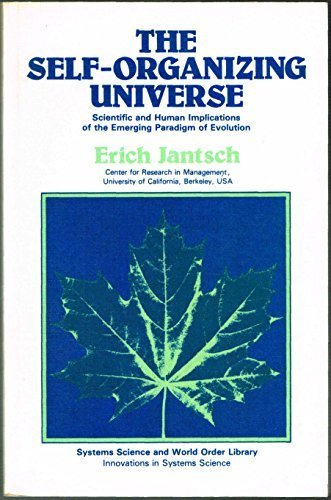 THE
SELF-ORGANIZING
UNIVERSE
Scientific and Human Implications
of the Emerging Paradigm of Evolution
Erich Jantsch
Center for Research in Management,
University of California, Berkeley, USA
Systems Science and World Order Library
Innovations in Systems Science